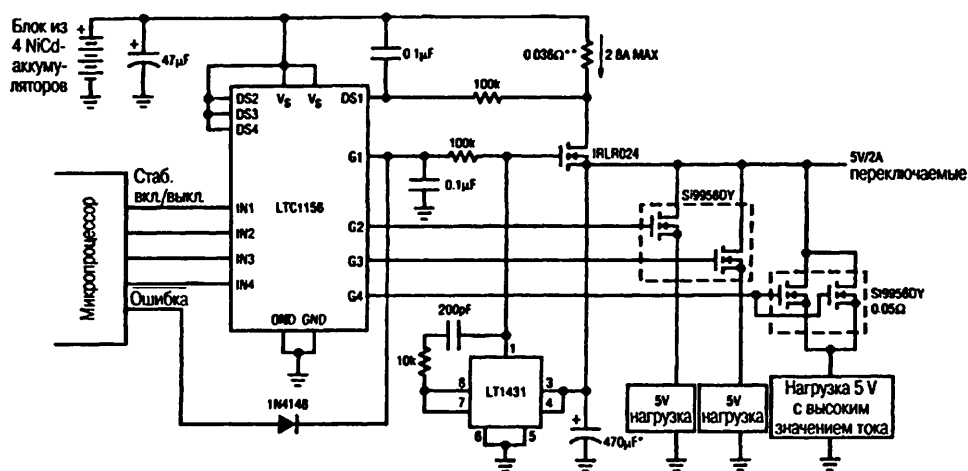 Блок из
4 NiCd-
аккуму-
ляторов
+
+
47μF
0.1μF
0.036Ω**
2.8A MAX
100k
DS2
DS3
DS4
VS
VS
DS1
G1
100k
0.1μF
IRLR024
5V/2A
переключаемые
Микропроцессор
Стаб.
вкл./выкл.
IN1
IN2
IN3
IN4
Ошибка
LTC1156
G2
G3
G4
GND GND
Si9956DY
Si9956DY
0.05Ω
200pF
10k
1
8
7
LT1431
3
4
6
5
1N4148
+
470μF*
5V
нагрузка
5V
нагрузка
Нагрузка 5 V
с высоким
значением тока